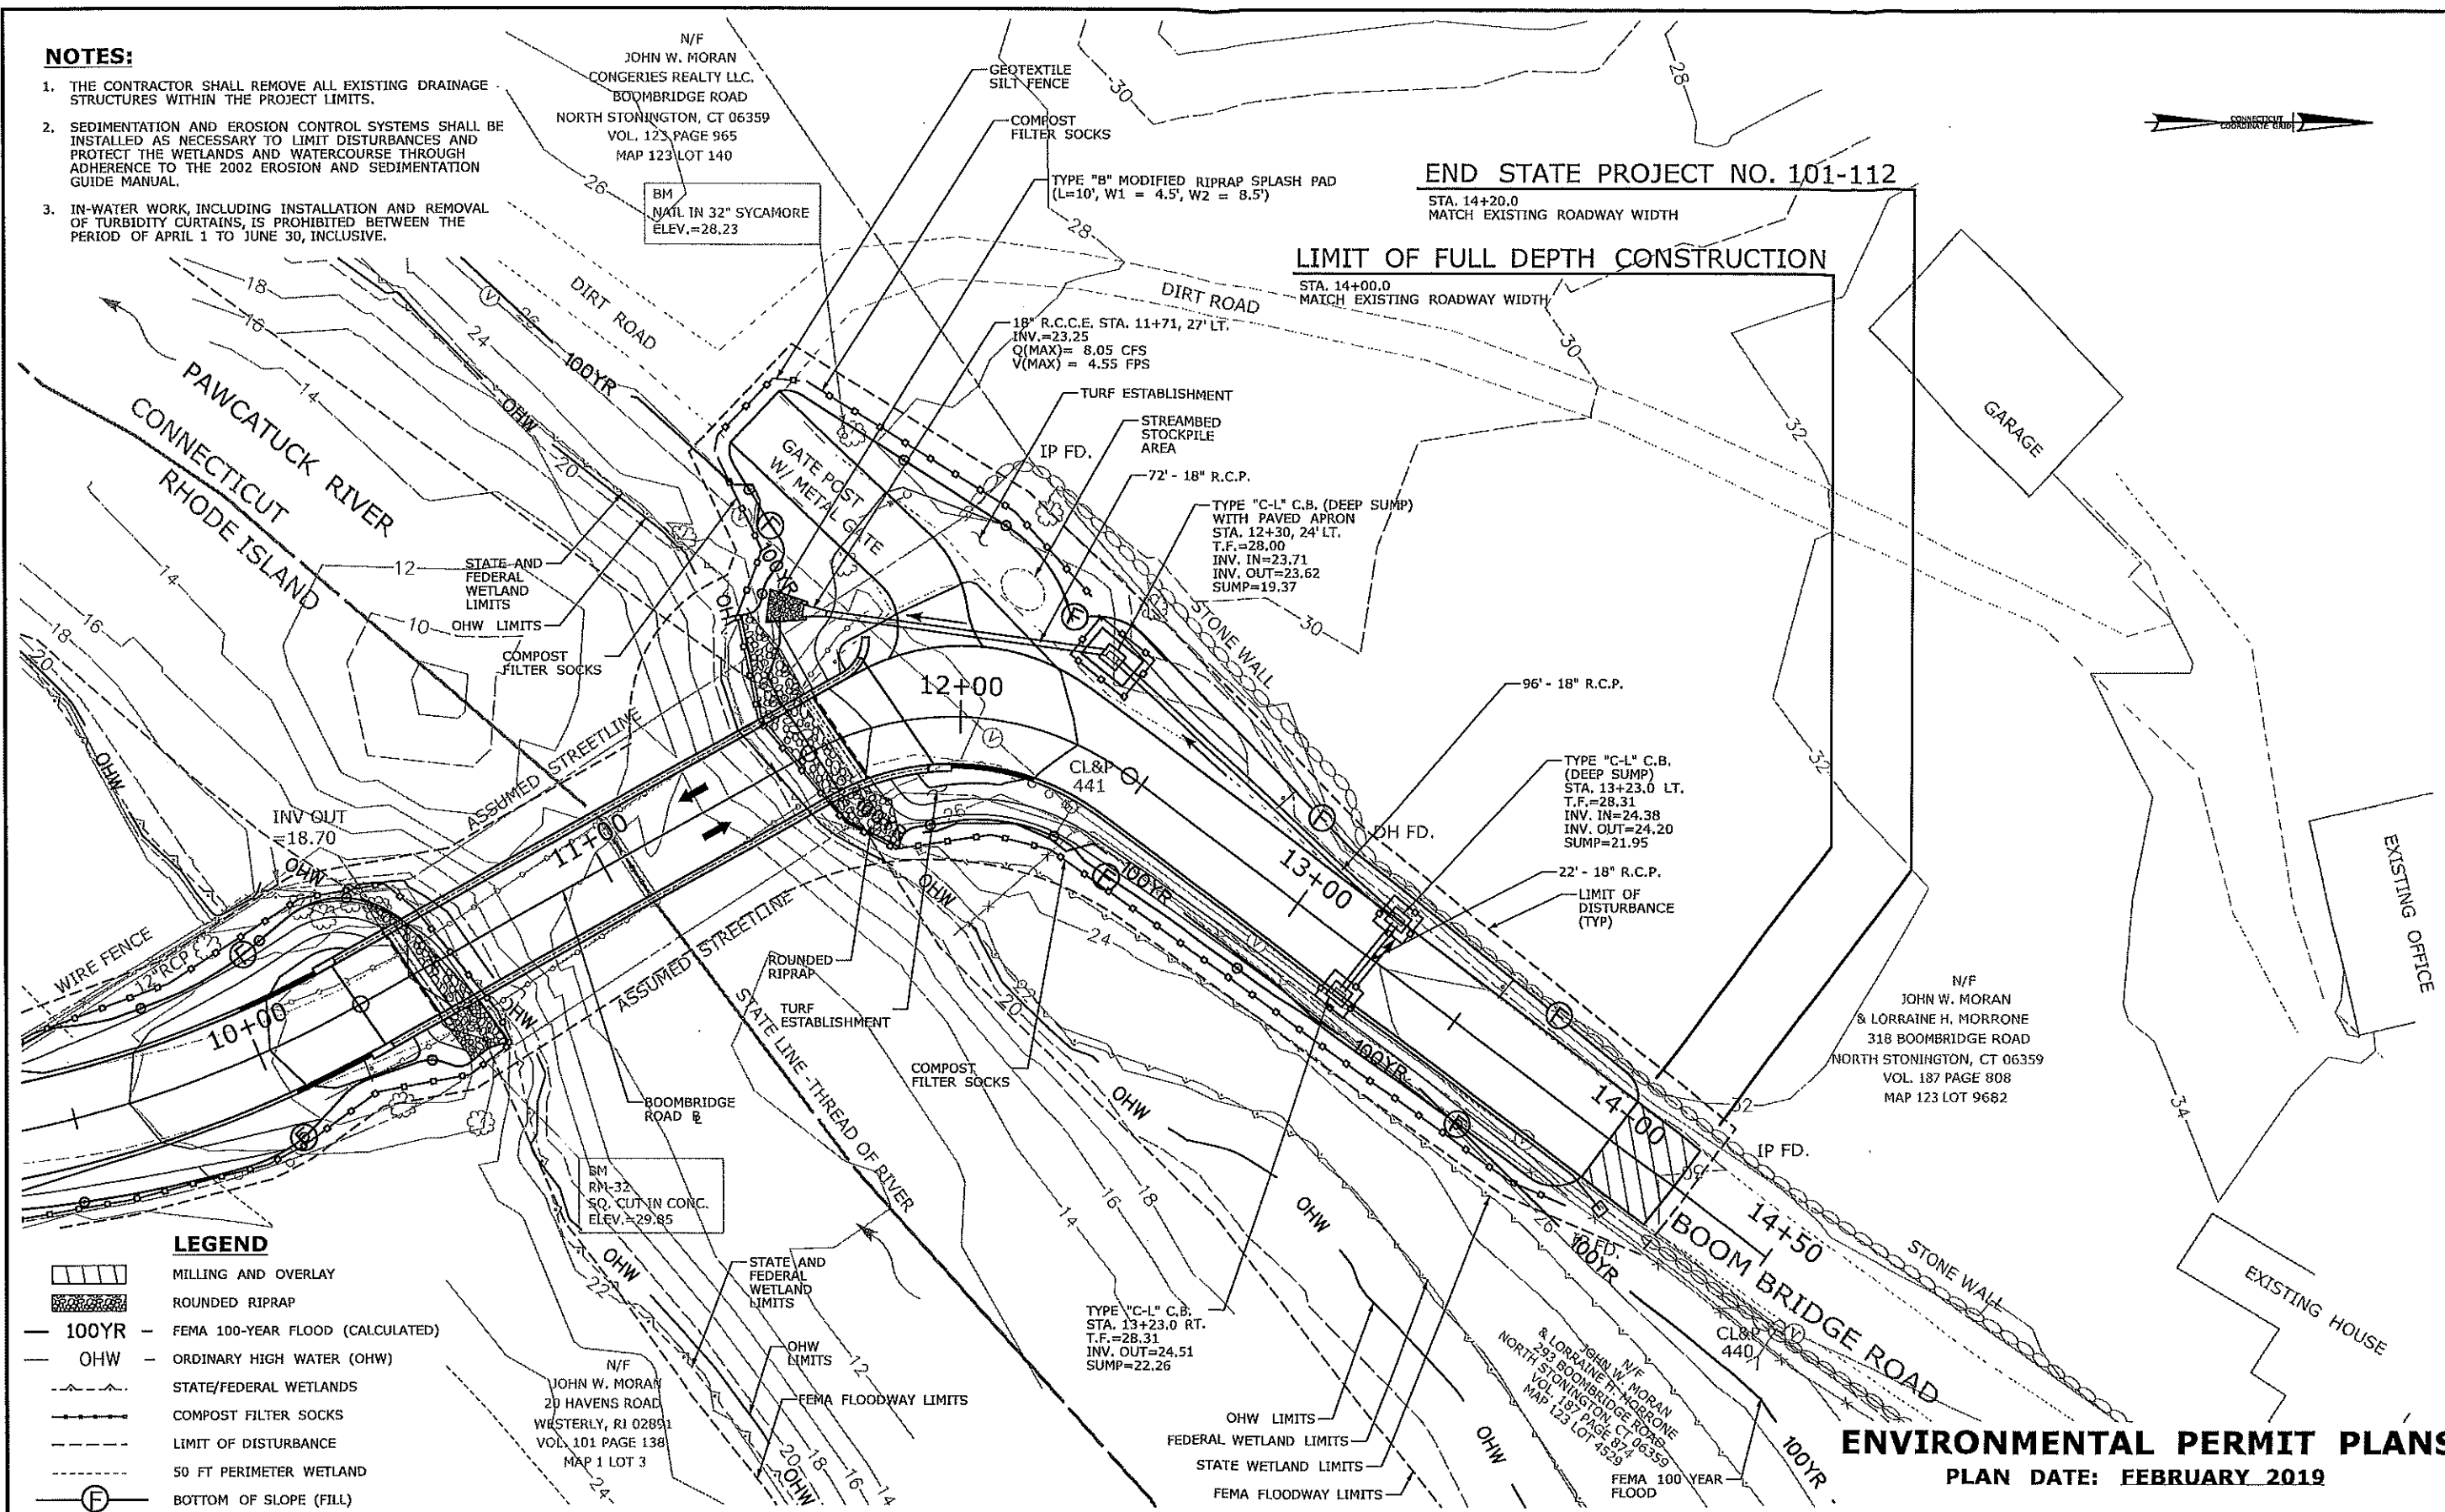 NOTES:
1. THE CONTRACTOR SHALL REMOVE ALL EXISTING DRAINAGE
STRUCTURES WITHIN THE PROJECT LIMITS.
2. SEDIMENTATION AND EROSION CONTROL SYSTEMS SHALL BE
INSTALLED AS NECESSARY TO LIMIT DISTURBANCES AND
PROTECT THE WETLANDS AND WATERCOURSE THROUGH
ADHERENCE TO THE 2002 EROSION AND SEDIMENTATION
GUIDE MANUAL.
3. IN-WATER WORK, INCLUDING INSTALLATION AND REMOVAL
OF TURBIDITY CURTAINS, IS PROHIBITED BETWEEN THE
PERIOD OF APRIL 1 TO JUNE 30, INCLUSIVE.
N/F
JOHN W. MORAN
CONGERIES REALTY LLC.
BOOMBRIDGE ROAD
NORTH STONINGTON, CT 06359
VOL. 123 PAGE 965
MAP 123 LOT 140
BM
NAIL IN 32" SYCAMORE
ELEV.=28.23
GEOTEXTILE
SILT FENCE
COMPOST
FILTER SOCKS
TYPE "B" MODIFIED RIPRAP SPLASH PAD
(L=10', W1 = 4.5', W2 = 8.5')
CONNECTICUT
COORDINATE GRID
END STATE PROJECT NO. 101-112
STA. 14+20.0
MATCH EXISTING ROADWAY WIDTH
LIMIT OF FULL DEPTH CONSTRUCTION
STA. 14+00.0
MATCH EXISTING ROADWAY WIDTH
DIRT ROAD
DIRT ROAD
18" R.C.C.E. STA. 11+71, 27' LT.
INV.=23.25
Q(MAX)= 8.05 CFS
V(MAX) = 4.55 FPS
TURF ESTABLISHMENT
STREAMBED
STOCKPILE
AREA
IP FD.
72' - 18" R.C.P.
TYPE "C-L" C.B. (DEEP SUMP)
WITH PAVED APRON
STA. 12+30, 24' LT.
T.F.=28.00
INV. IN=23.71
INV. OUT=23.62
SUMP=19.37
GARAGE
GATE POST
W/ METAL GATE
PAWCATUCK RIVER
CONNECTICUT
RHODE ISLAND
STATE AND
FEDERAL
WETLAND
LIMITS
OHW LIMITS
COMPOST
FILTER SOCKS
100YR
OHW
100YR
OHW
STONE WALL
96' - 18" R.C.P.
TYPE "C-L" C.B.
(DEEP SUMP)
STA. 13+23.0 LT.
T.F.=28.31
INV. IN=24.38
INV. OUT=24.20
SUMP=21.95
22' - 18" R.C.P.
LIMIT OF
DISTURBANCE
(TYP)
12+00
CL&P
441
DH FD.
13+00
ASSUMED STREETLINE
INV OUT
=18.70
11+00
OHW
WIRE FENCE
12"RCP
10+00
ASSUMED STREETLINE
ROUNDED
RIPRAP
TURF
ESTABLISHMENT
COMPOST
FILTER SOCKS
BOOMBRIDGE
ROAD
STATE LINE -THREAD OF RIVER
EXISTING OFFICE
N/F
JOHN W. MORAN
& LORRAINE H. MORRONE
318 BOOMBRIDGE ROAD
NORTH STONINGTON, CT 06359
VOL. 187 PAGE 808
MAP 123 LOT 9682
14+00
IP FD.
14+50
BOOM BRIDGE ROAD
STONE WALL
EXISTING HOUSE
BM
RM-32
SQ. CUT IN CONC.
ELEV.=29.85
STATE AND
FEDERAL
WETLAND
LIMITS
OHW
LIMITS
FEMA FLOODWAY LIMITS
N/F
JOHN W. MORAN
20 HAVENS ROAD
WESTERLY, RI 02891
VOL. 101 PAGE 138
MAP 1 LOT 3
TYPE "C-L" C.B.
STA. 13+23.0 RT.
T.F.=28.31
INV. OUT=24.51
SUMP=22.26
OHW LIMITS
FEDERAL WETLAND LIMITS
STATE WETLAND LIMITS
FEMA FLOODWAY LIMITS
N/F
JOHN W. MORAN
& LORRAINE H. MORRONE
293 BOOMBRIDGE ROAD
NORTH STONINGTON, CT 06359
VOL. 187 PAGE 874
MAP 123 LOT 4529
CL&P
440
FEMA 100 YEAR
FLOOD
100YR
LEGEND
MILLING AND OVERLAY
ROUNDED RIPRAP
100YR FEMA 100-YEAR FLOOD (CALCULATED)
OHW ORDINARY HIGH WATER (OHW)
STATE/FEDERAL WETLANDS
COMPOST FILTER SOCKS
LIMIT OF DISTURBANCE
50 FT PERIMETER WETLAND
F BOTTOM OF SLOPE (FILL)
ENVIRONMENTAL PERMIT PLANS
PLAN DATE: FEBRUARY 2019